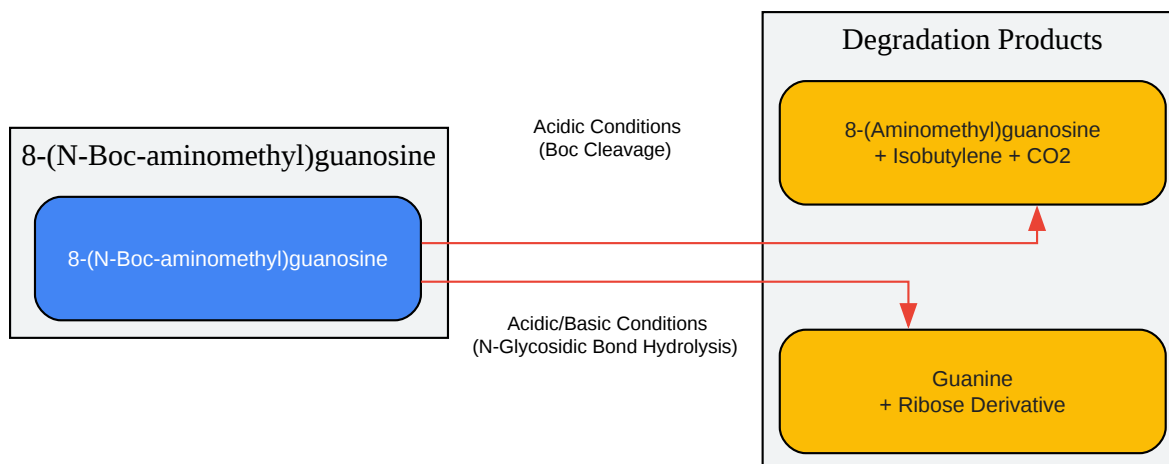 8-(N-Boc-aminomethyl)guanosine
8-(N-Boc-aminomethyl)guanosine
Acidic Conditions
(Boc Cleavage)
Acidic/Basic Conditions
(N-Glycosidic Bond Hydrolysis)
Degradation Products
8-(Aminomethyl)guanosine
+ Isobutylene + CO2
Guanine
+ Ribose Derivative